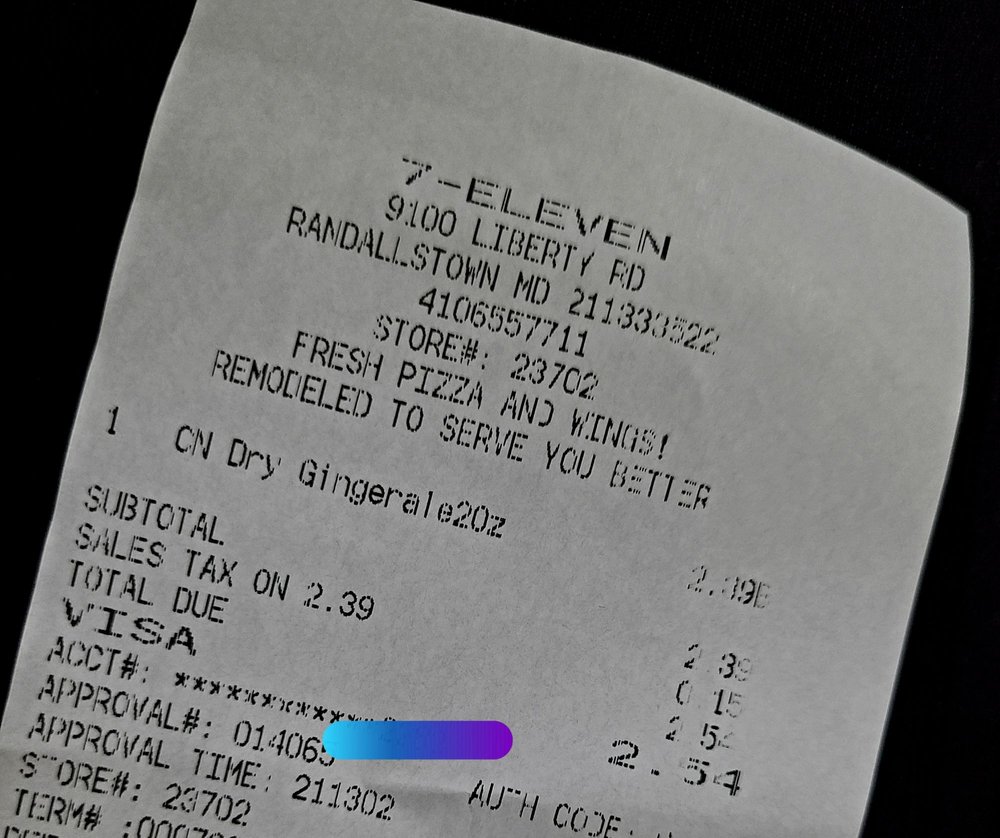 7-ELEVEN
9100 LIBERTY RD
RANDALLSTOWN MD 211333522
4106557711
STORE#: 23702
FRESH PIZZA AND WINGS!
REMODELED TO SERVE YOU BETTER
1 CN Dry Gingerale20z 2.39B
SUBTOTAL 2.39
SALES TAX ON 2.39 0.15
TOTAL DUE 2.54
VISA 2.54
ACCT#: ************
APPROVAL#: 014065
APPROVAL TIME: 211302 AUTH CODE:
STORE#: 23702
TERM#